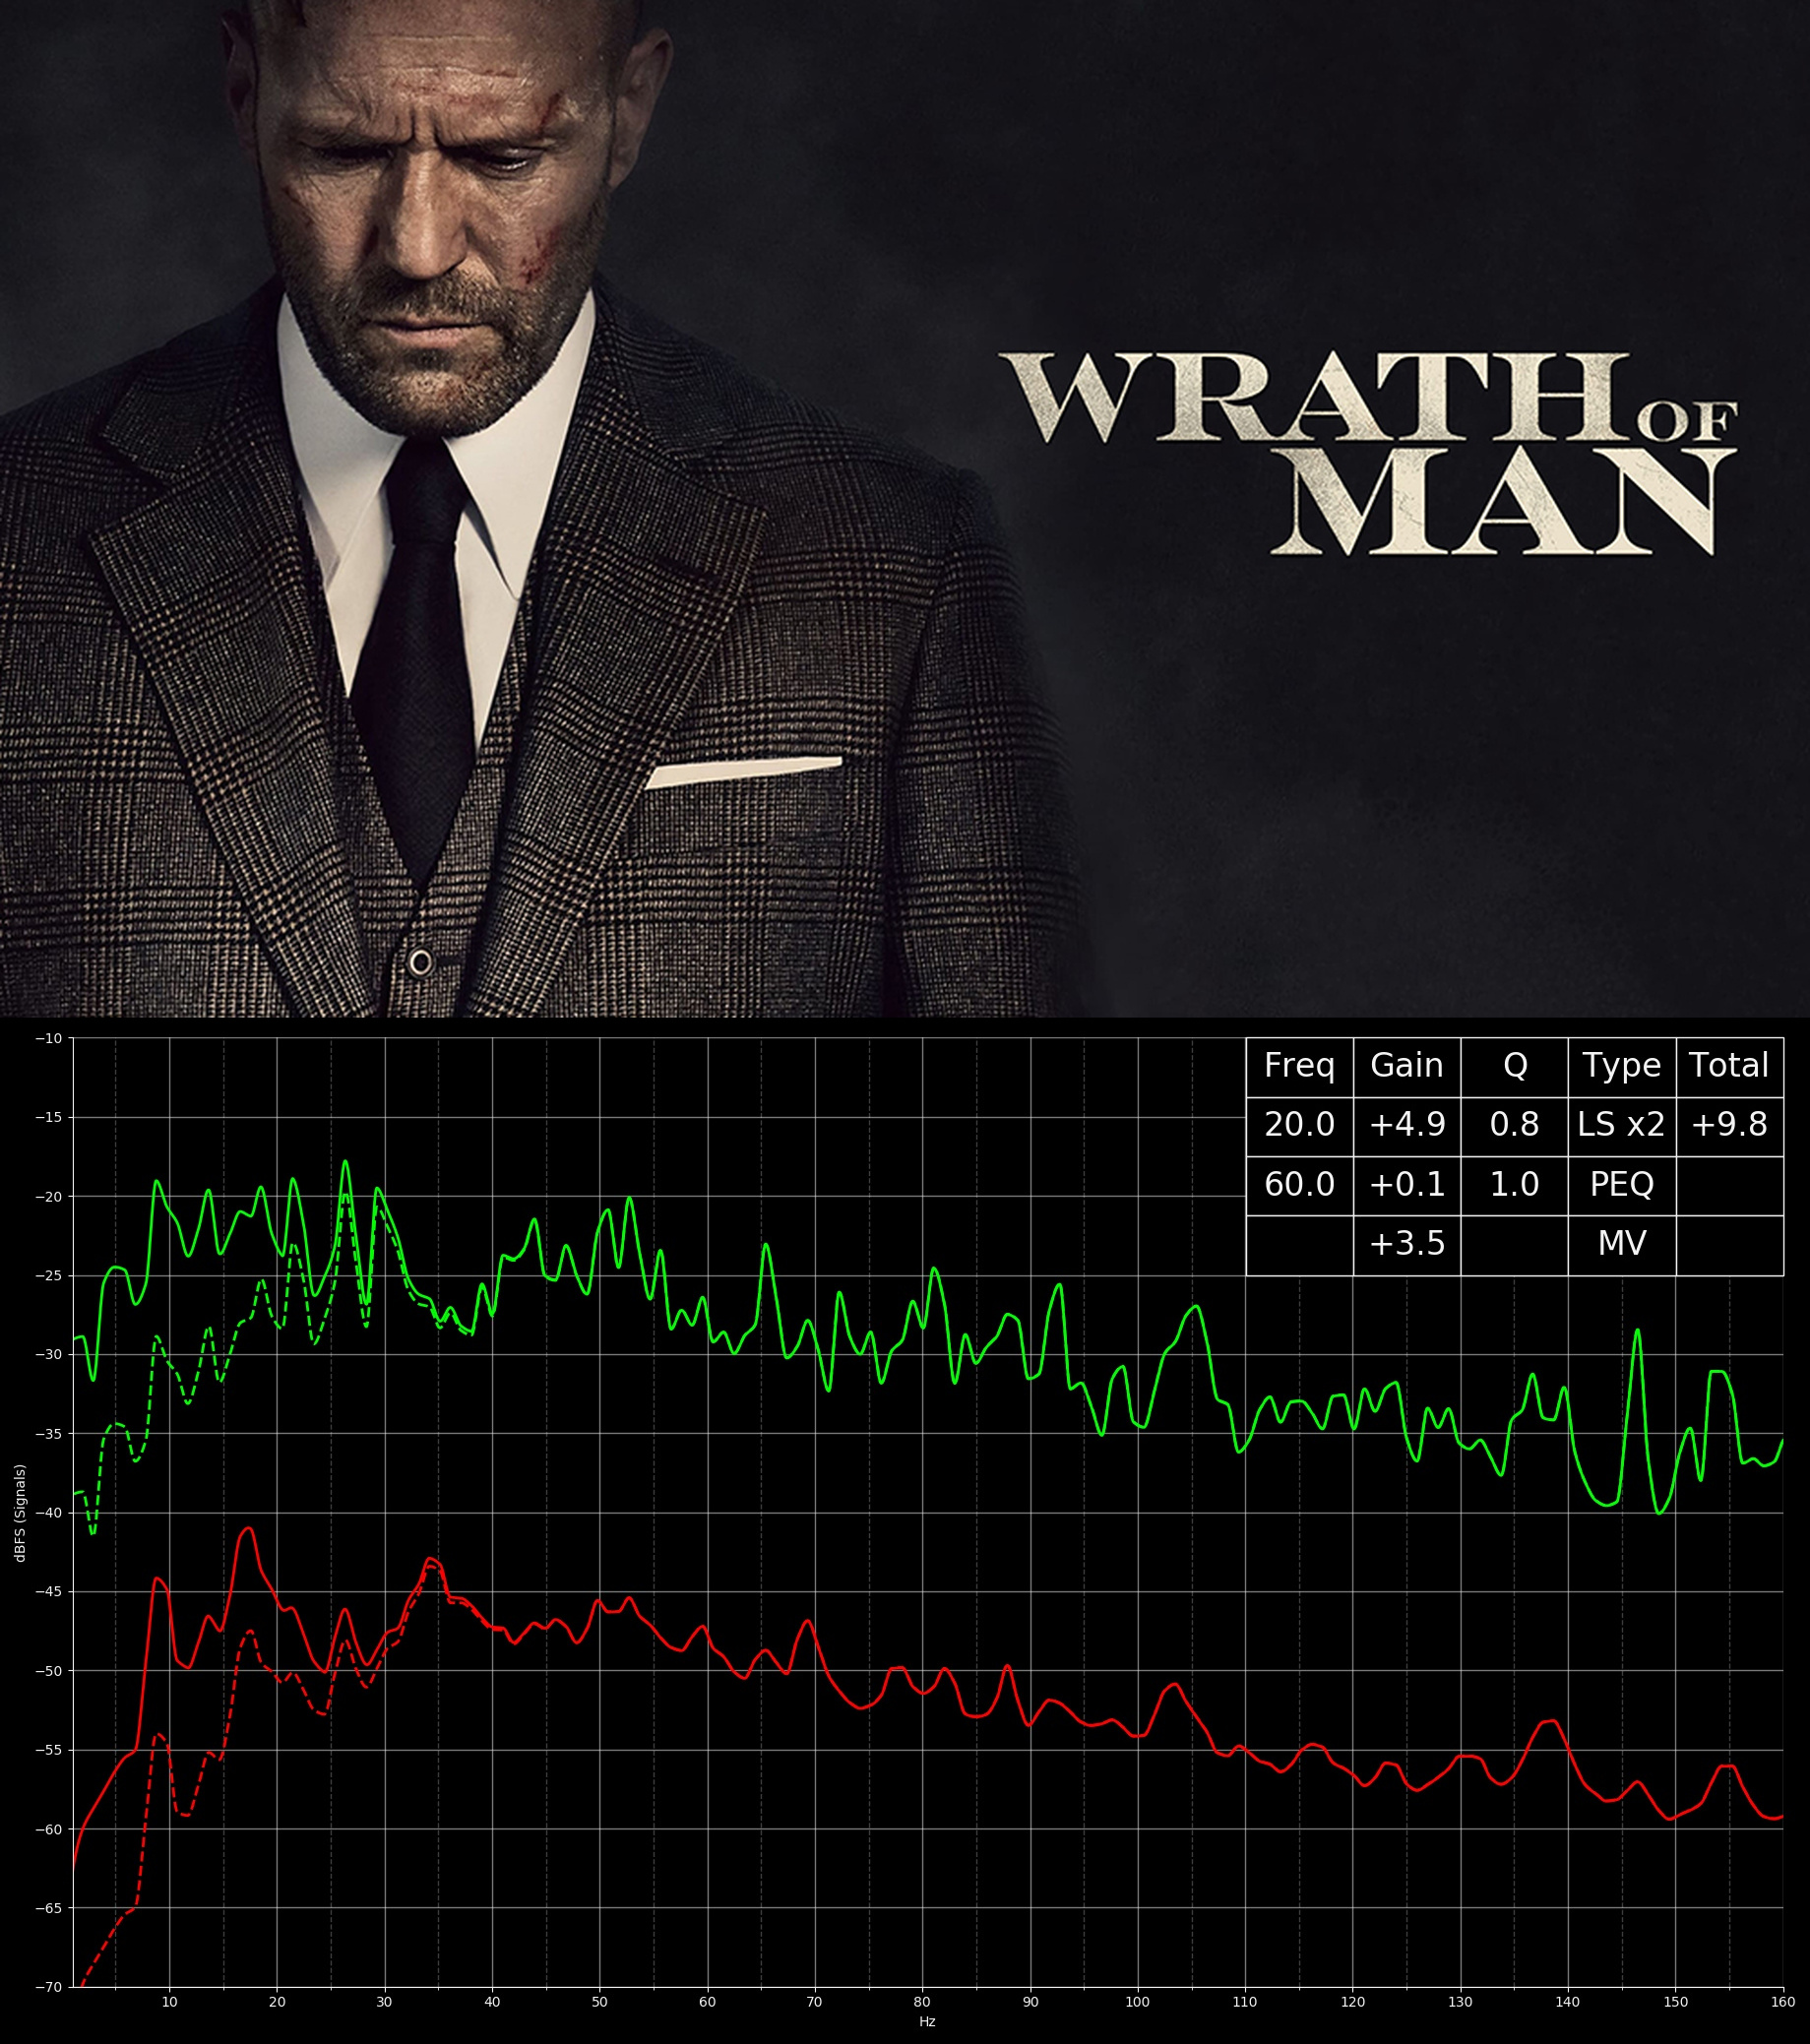 WRATH OF
MAN
Freq Gain Q Type Total
20.0 +4.9 0.8 LS x2 +9.8
60.0 +0.1 1.0 PEQ
+3.5 MV
−10
−15
−20
−25
−30
−35
−40
−45
−50
−55
−60
−65
−70
dBFS (Signals)
10 20 30 40 50 60 70 80 90 100 110 120 130 140 150 160
Hz